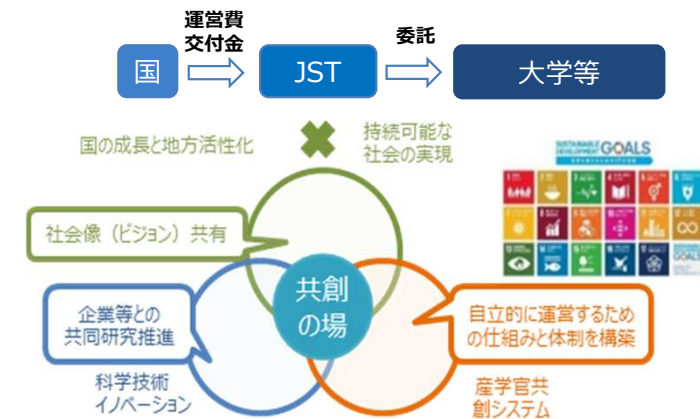 運営費
交付金
委託
国
JST
大学等
国の成長と地方活性化
持続可能な
社会の実現
SUSTAINABLE
DEVELOPMENT GOALS
社会像（ビジョン）共有
共創
の場
企業等との
共同研究推進
自立的に運営するため
の仕組みと体制を構築
科学技術
イノベーション
産学官共
創システム